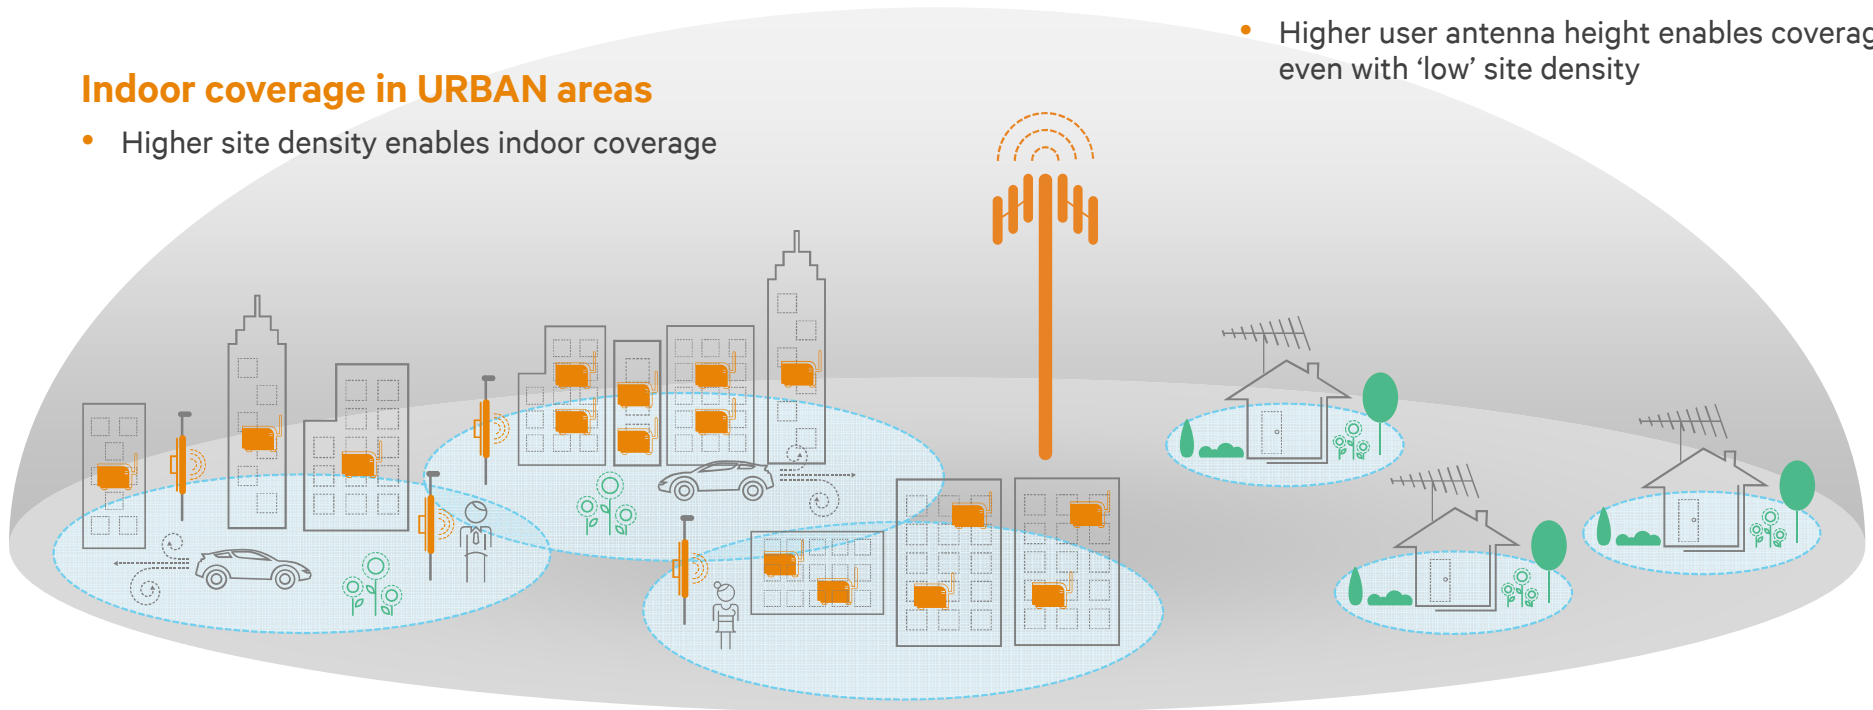 Indoor coverage in URBAN areas
• Higher site density enables indoor coverage
• Higher user antenna height enables coverag
even with ‘low’ site density